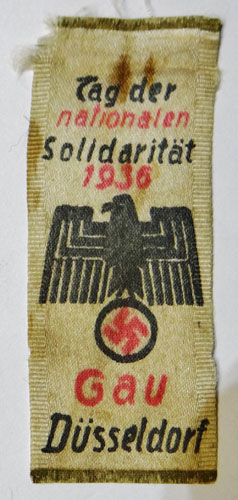 Tag der
nationalen
Solidarität
1936
Gau
Düsseldorf